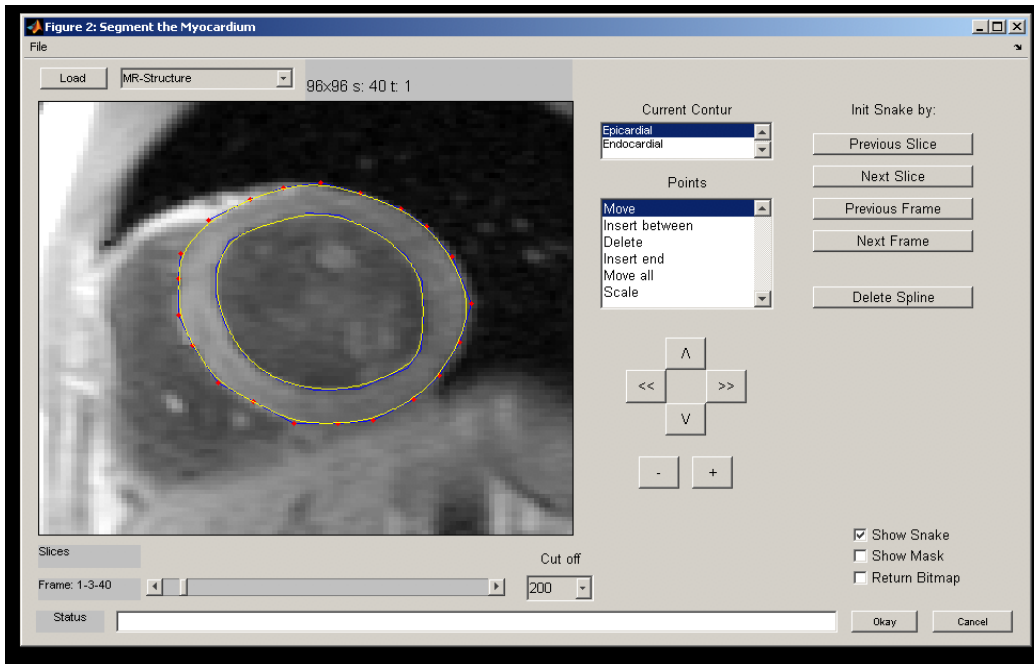 Figure 2: Segment the Myocardium
File
Load
MR-Structure
96x96 s: 40 t: 1
Current Contur
Epicardial
Endocardial
Init Snake by:
Previous Slice
Next Slice
Previous Frame
Next Frame
Delete Spline
Points
Move
Insert between
Delete
Insert end
Move all
Scale
Λ
<< >>
V
- +
Show Snake
Show Mask
Return Bitmap
Slices
Cut off
Frame: 1-3-40
200
Status
Okay
Cancel